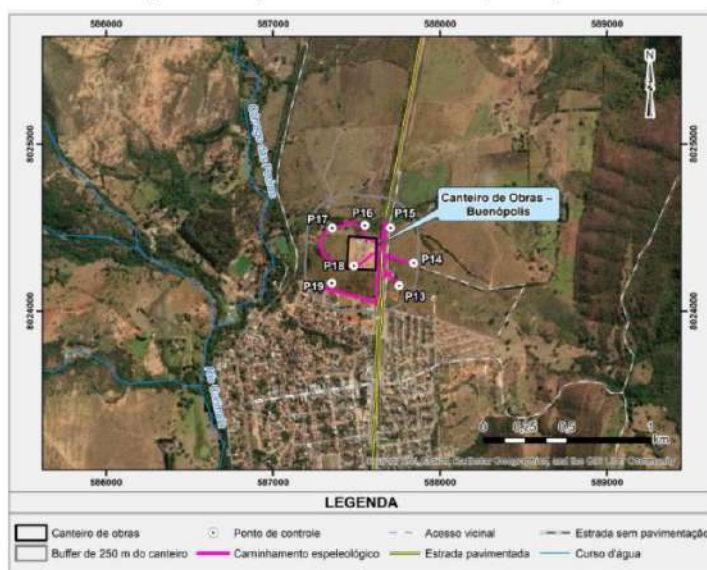 586000 587000 588000 589000
N
8025000
8025000
Canteiro de Obras –
Buenópolis
P17 P16 P15
P18 P14
P19 P13
8024000
8024000
0 0,25 0,5 1
km
586000 587000 588000 589000
LEGENDA
Canteiro de obras Ponto de controle Acesso vicinal Estrada sem pavimentação
Buffer de 250 m do canteiro Caminhamento espeleológico Estrada pavimentada Curso d'água